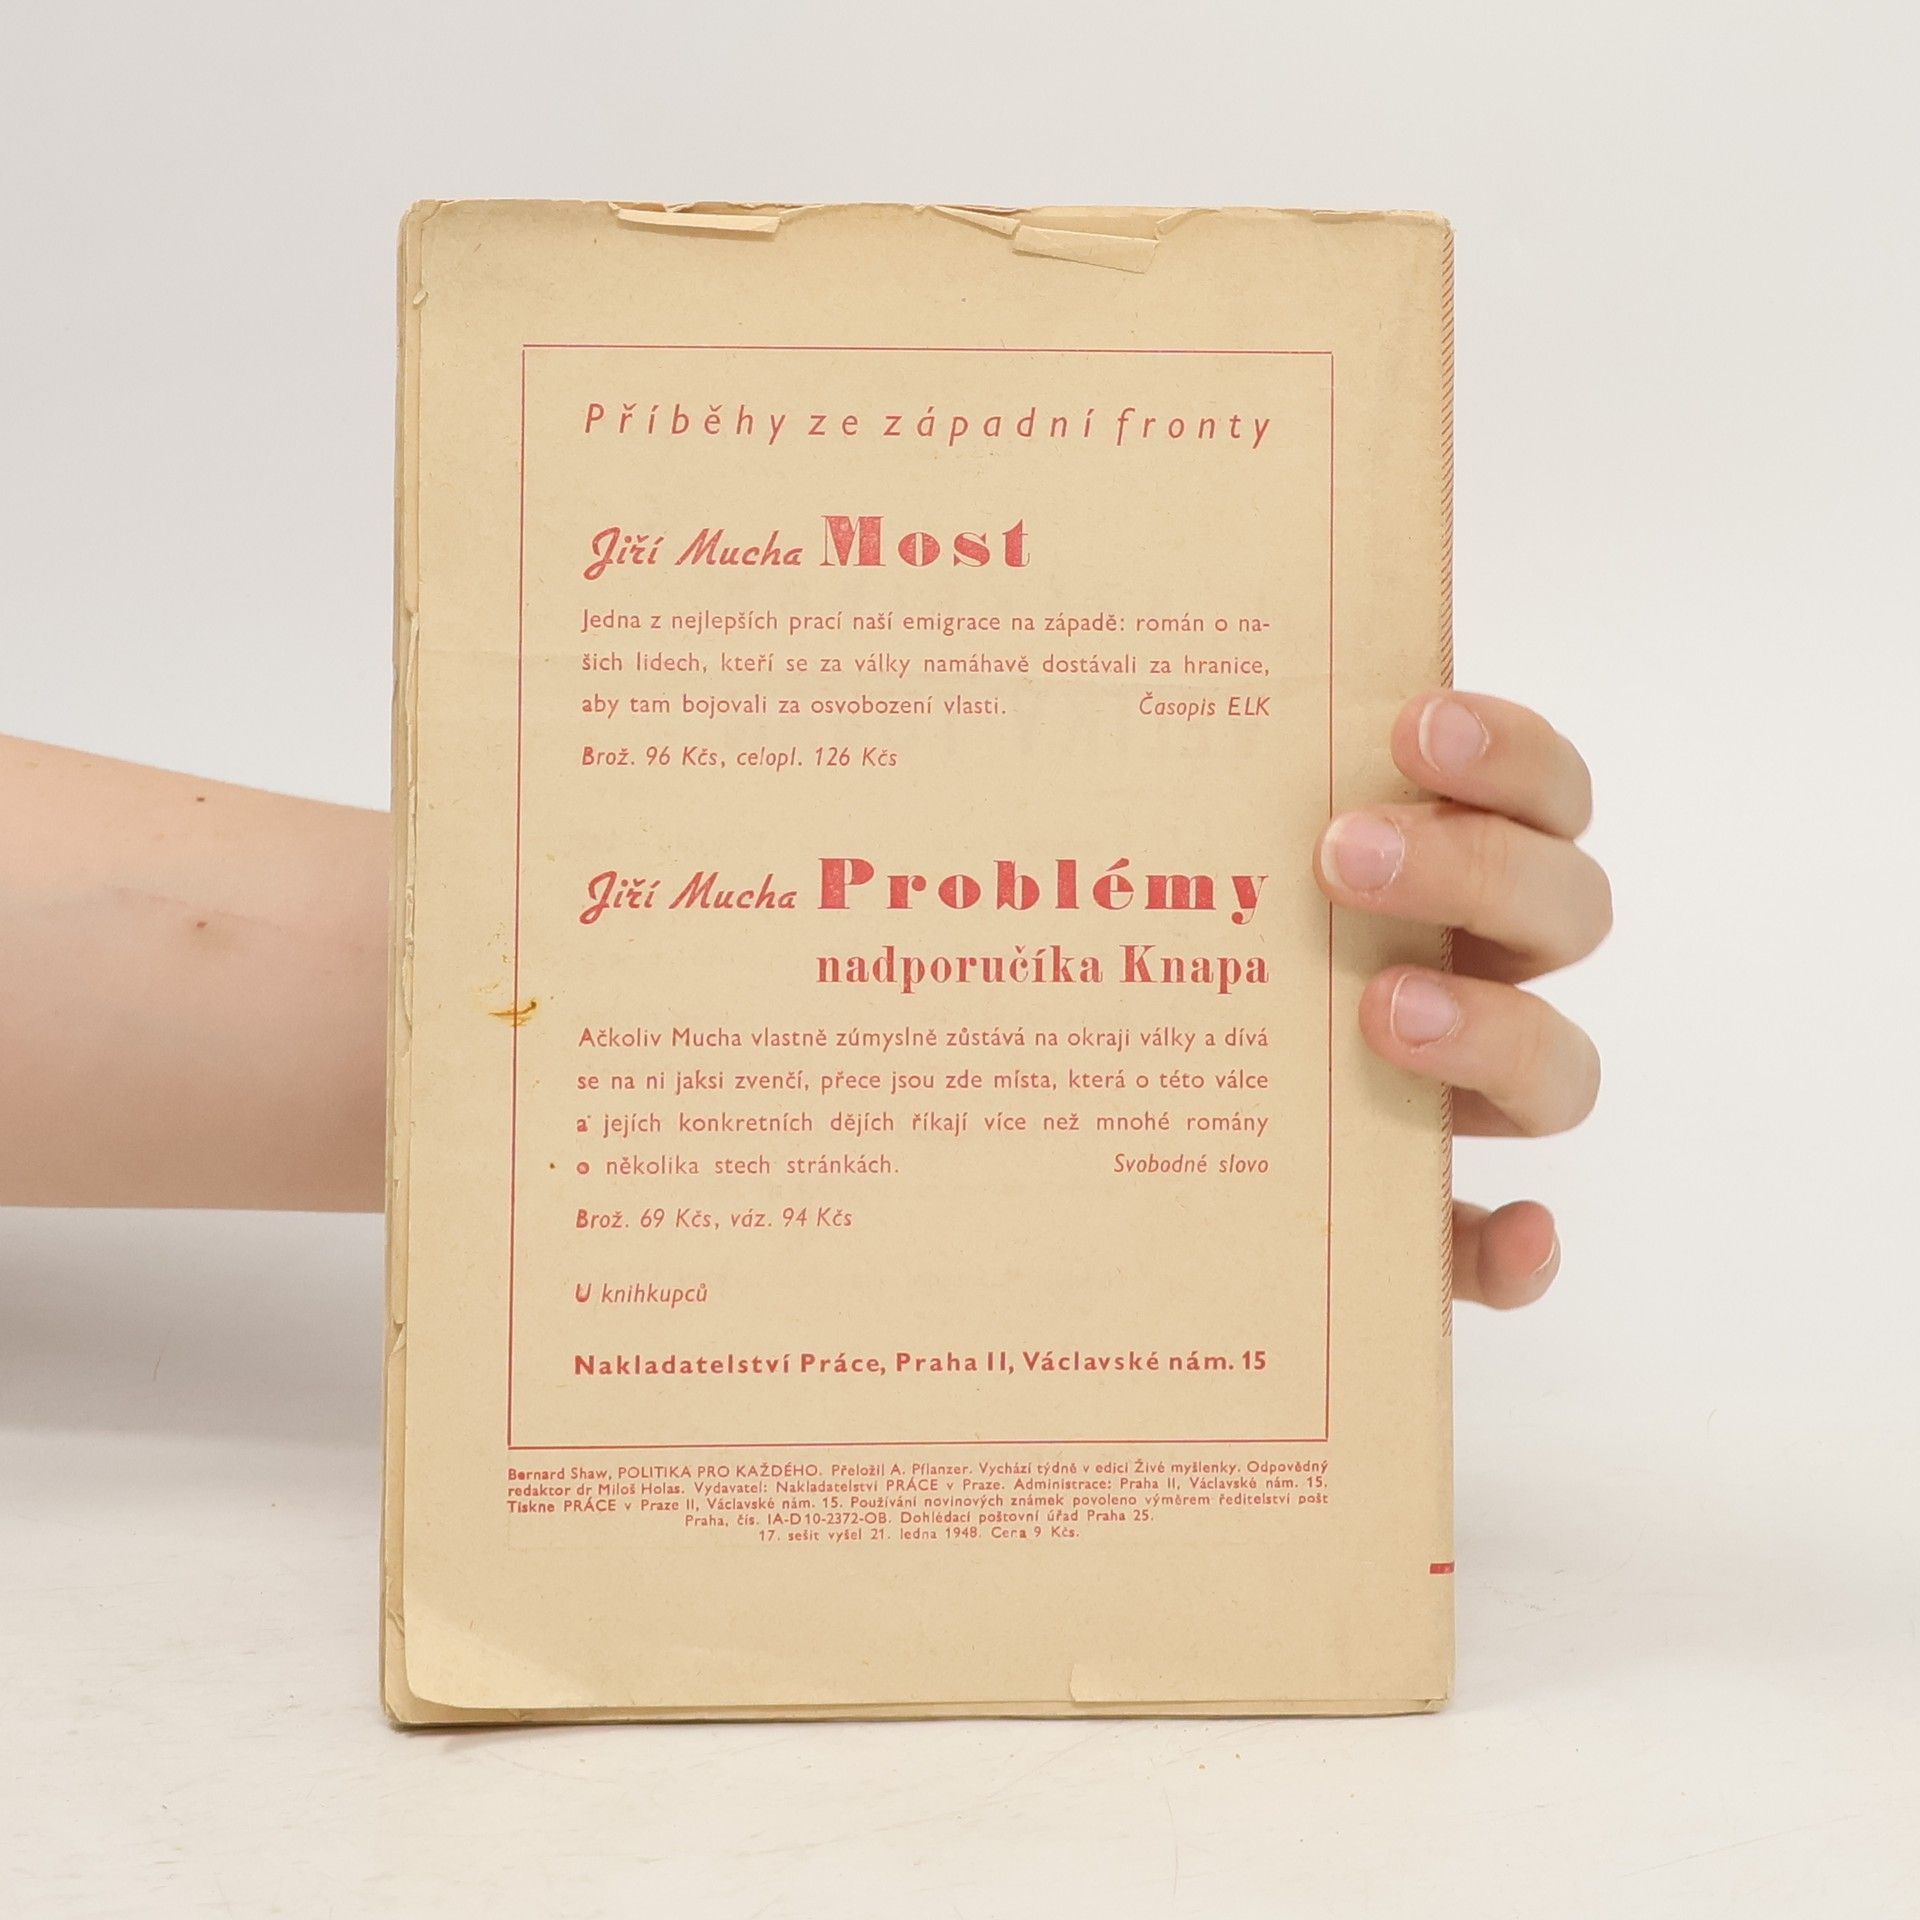 Příběhy ze západní fronty
Jiří Mucha Most
Jedna z nejlepších prací naší emigrace na západě: román o na-
šich lidech, kteří se za války namáhavě dostávali za hranice,
aby tam bojovali za osvobození vlasti. Časopis ELK
Brož. 96 Kčs, celopl. 126 Kčs
Jiří Mucha Problémy
nadporučíka Knapa
Ačkoliv Mucha vlastně zúmyslně zůstává na okraji války a dívá
se na ni jaksi zvenčí, přece jsou zde místa, která o této válce
a jejích konkretních dějích říkají více než mnohé romány
o několika stech stránkách. Svobodné slovo
Brož. 69 Kčs, váz. 94 Kčs
U knihkupců
Nakladatelství Práce, Praha II, Václavské nám. 15
Bernard Shaw, POLITIKA PRO KAŽDÉHO. Přeložil A. Pflanzer. Vychází týdně v edici Živé myšlenky. Odpovědný
redaktor dr Miloš Holas. Vydavatel: Nakladatelství PRÁCE v Praze. Administrace: Praha II, Václavské nám. 15.
Tiskne PRÁCE v Praze II, Václavské nám. 15. Používání novinových známek povoleno výměrem ředitelství pošt
Praha, čís. IA-D10-2372-OB. Dohlédací poštovní úřad Praha 25.
17. sešit vyšel 21. ledna 1948. Cena 9 Kčs.